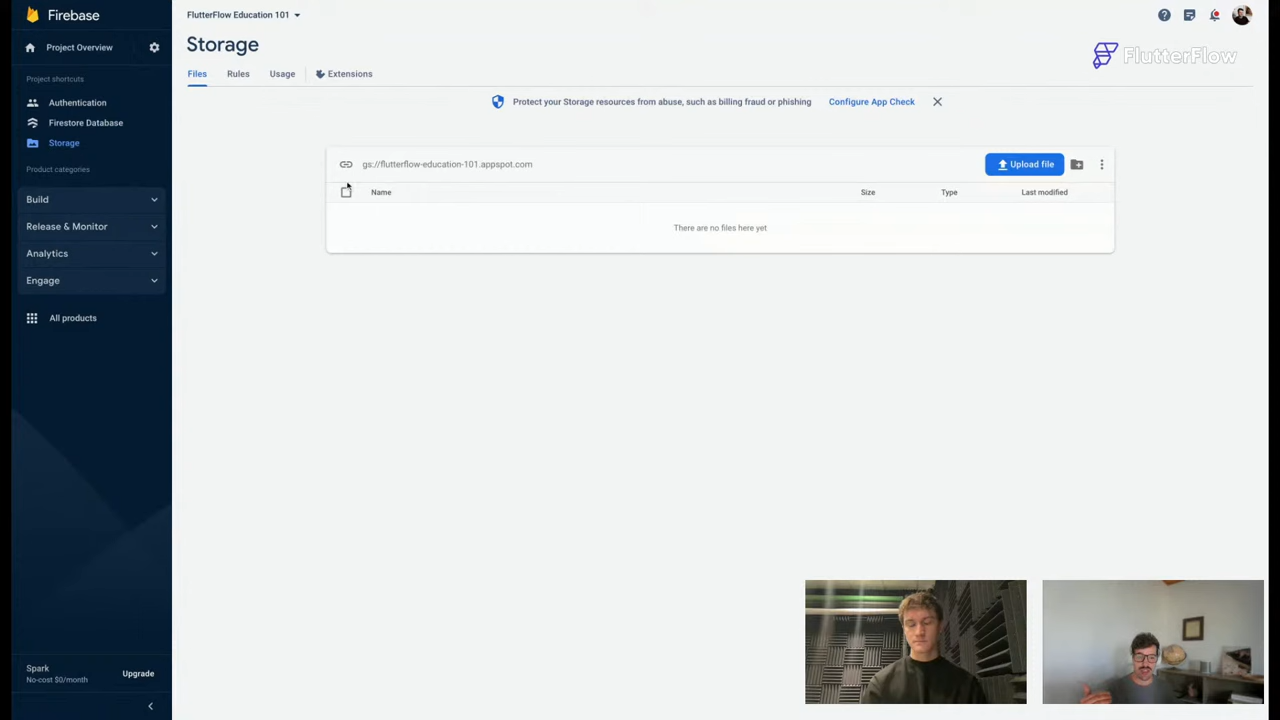 Firebase
FlutterFlow Education 101
Project Overview
Storage
FlutterFlow
Project shortcuts
Files
Rules
Usage
Extensions
Authentication
Protect your Storage resources from abuse, such as billing fraud or phishing
Configure App Check
Firestore Database
Storage
Product categories
gs://flutterflow-education-101.appspot.com
Upload file
Build
Name
Size
Type
Last modified
Release & Monitor
There are no files here yet
Analytics
Engage
All products
Spark
No-cost $0/month
Upgrade